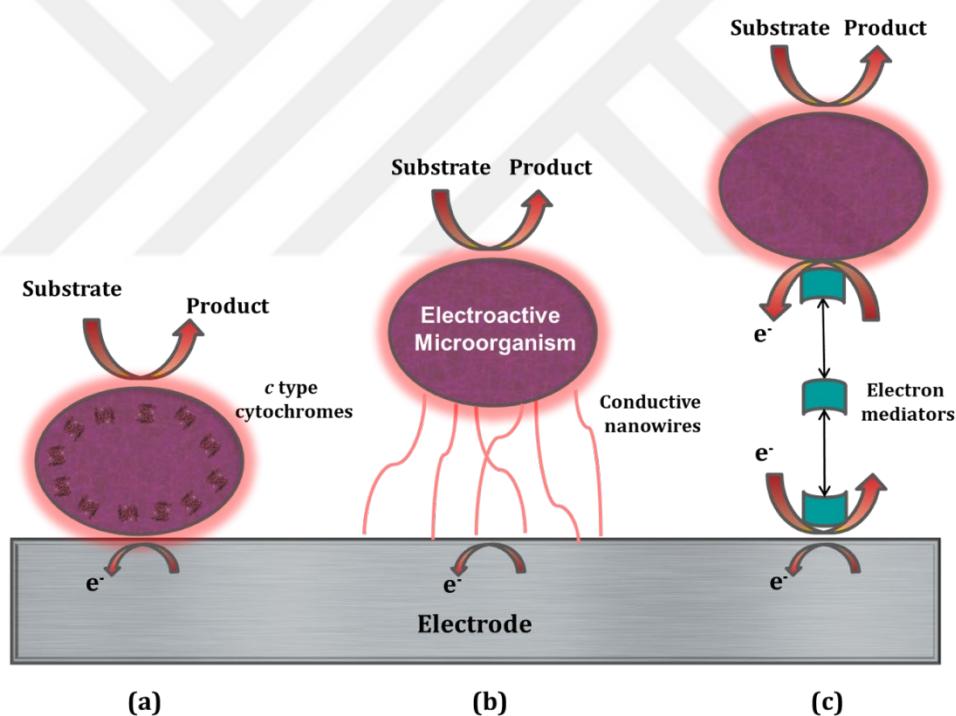 Substrate Product
e-
Electron
mediators
e-
e-
Substrate Product
Electroactive
Microorganism
Conductive
nanowires
e-
Substrate
Product
c type
cytochromes
e-
Electrode
(a)
(b)
(c)